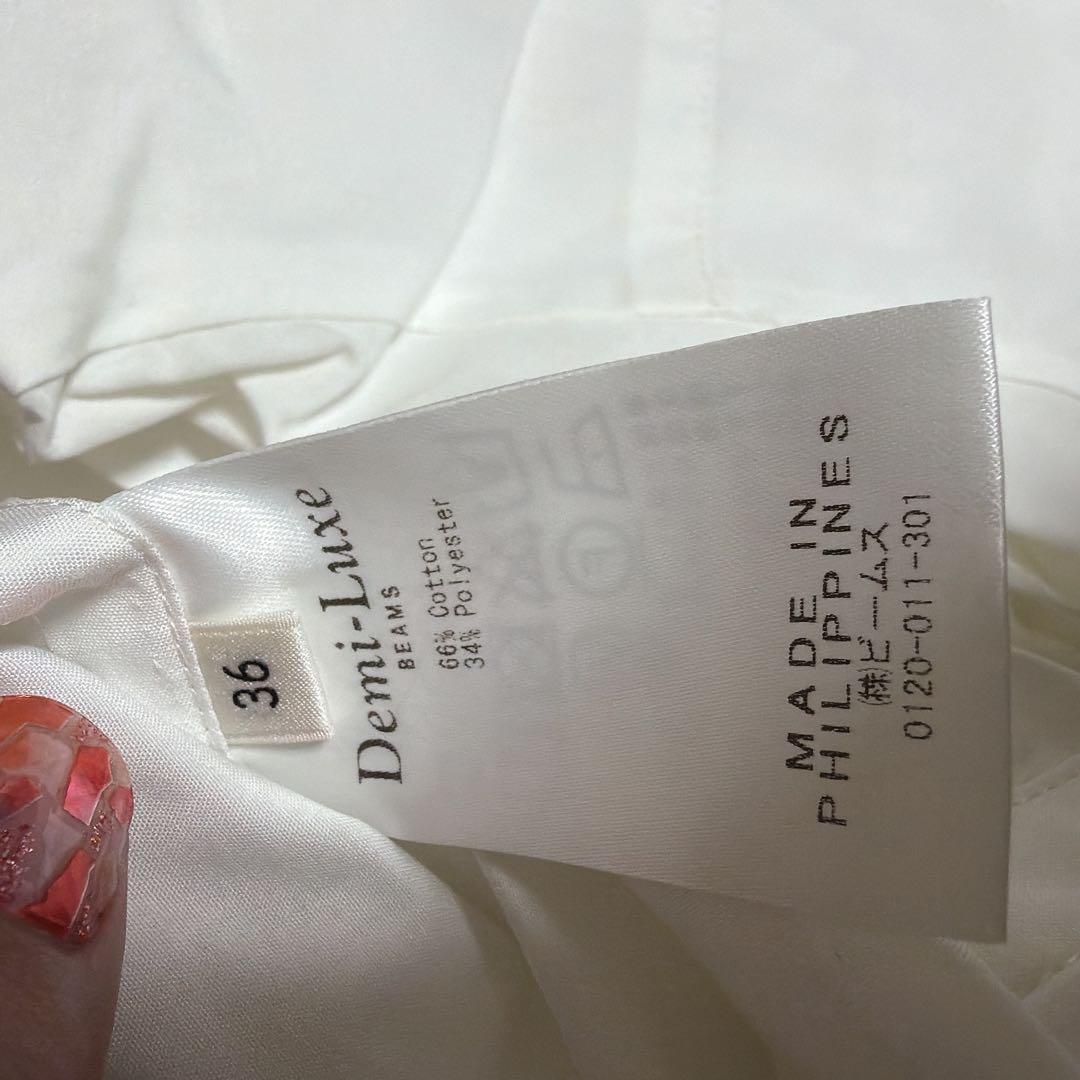 36
Demi-Luxe
BEAMS
66% Cotton
34% Polyester
MADE IN
PHILIPPINES
(株)ビームス
0120-011-301